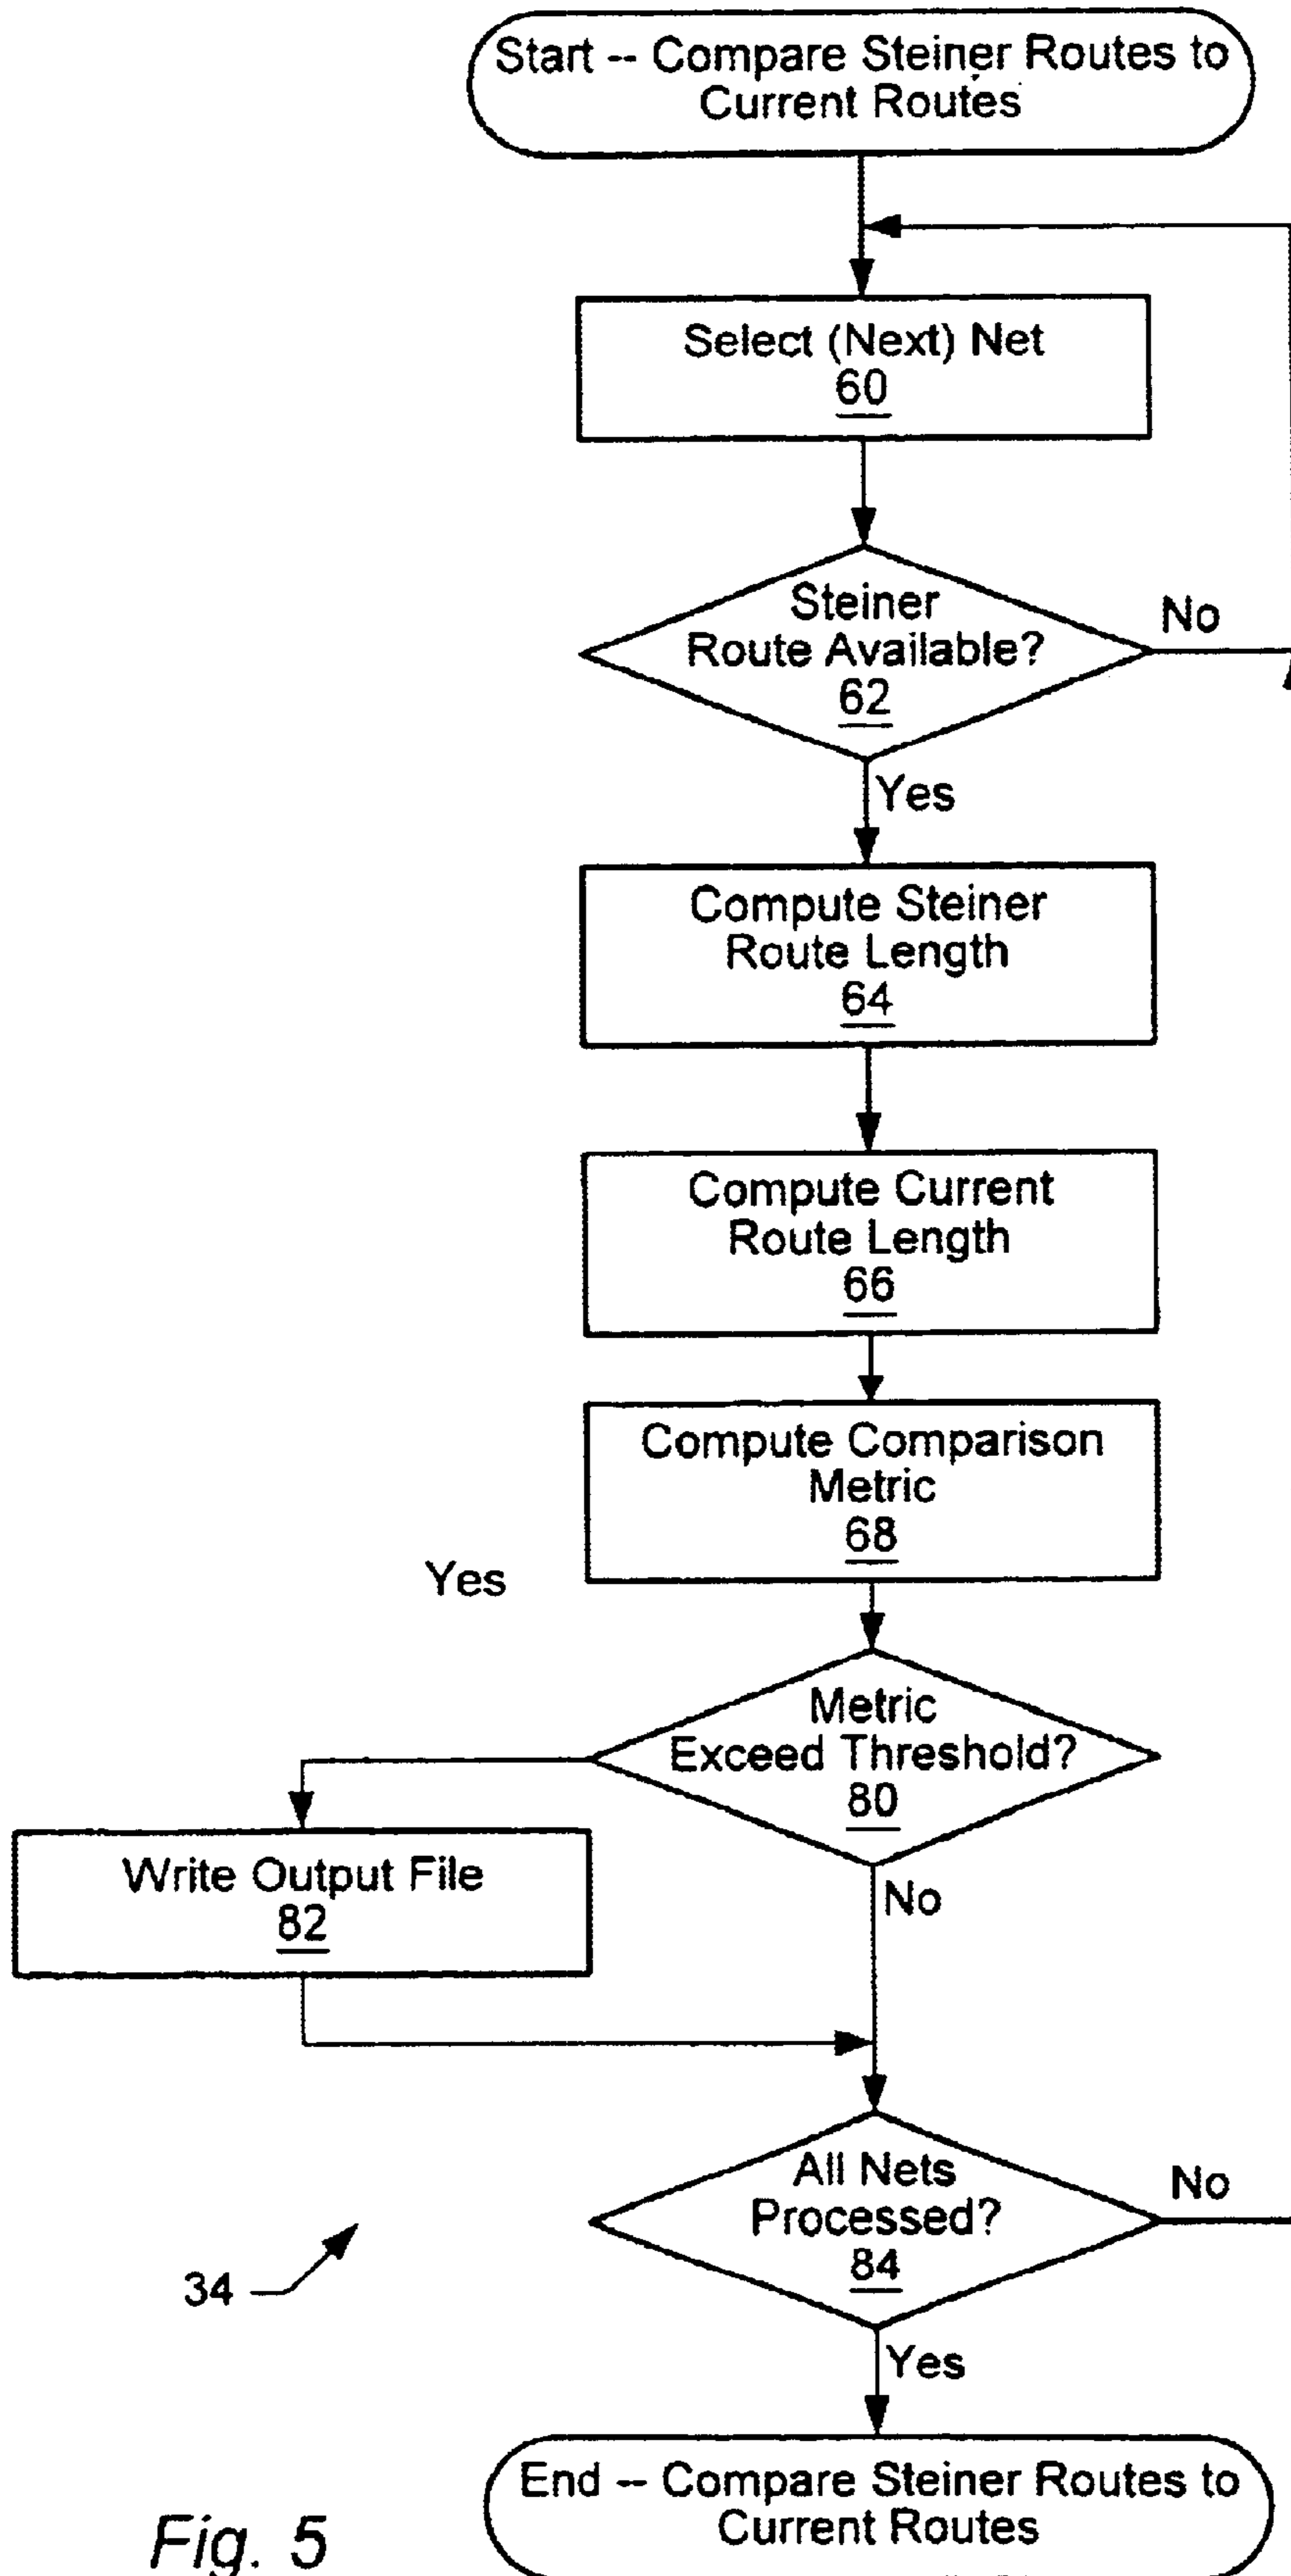 Start -- Compare Steiner Routes to
Current Routes
Select (Next) Net
60
Steiner
Route Available?
62
No
Yes
Compute Steiner
Route Length
64
Compute Current
Route Length
66
Compute Comparison
Metric
68
Yes
Metric
Exceed Threshold?
80
Write Output File
82
No
All Nets
Processed?
84
No
34
Yes
End -- Compare Steiner Routes to
Current Routes
Fig. 5